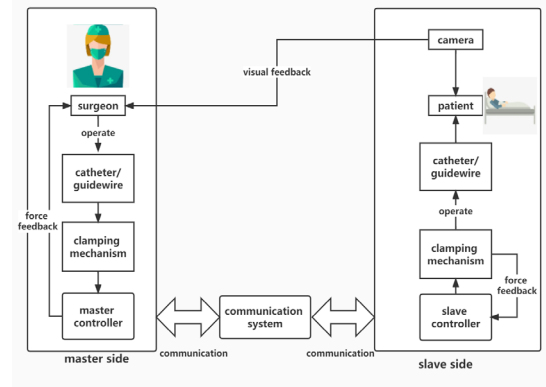 surgeon
operate
catheter/
guidewire
force
feedback
clamping
mechanism
master
controller
master side
visual feedback
communication
system
communication
communication
camera
patient
catheter/
guidewire
operate
clamping
mechanism
force
feedback
slave
controller
slave side